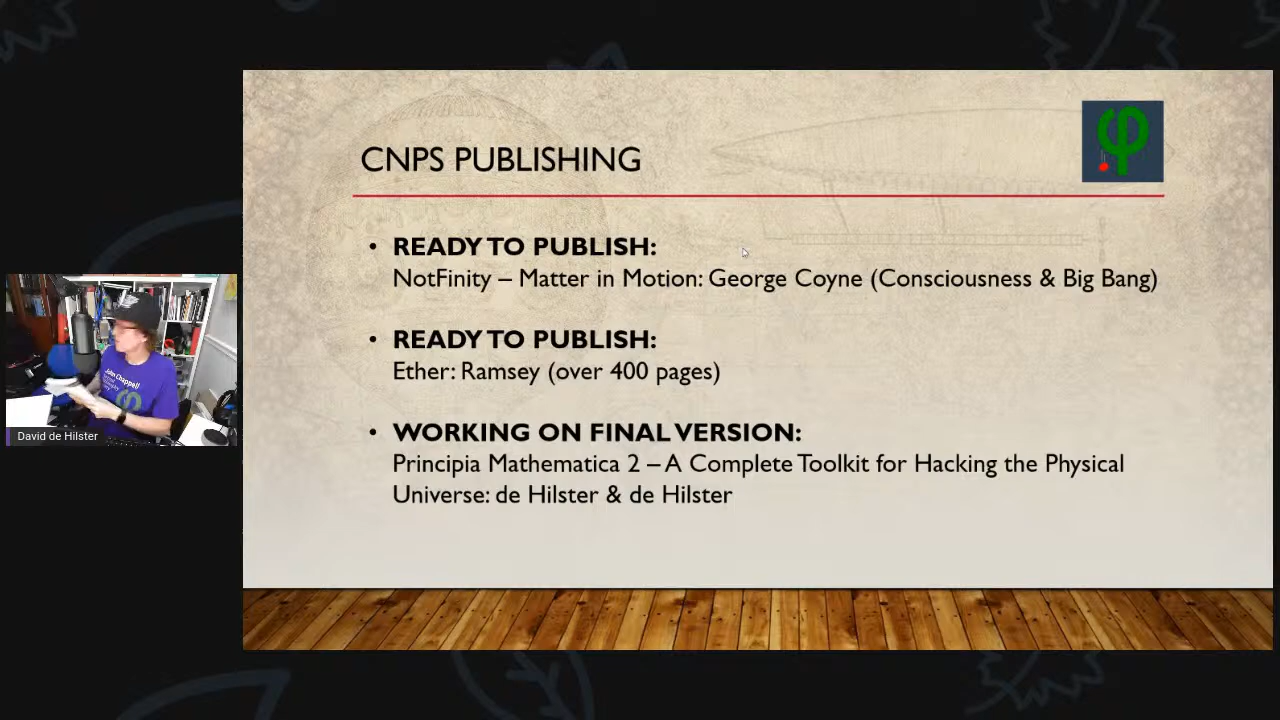 CNPS PUBLISHING
• READY TO PUBLISH:
NotFinity – Matter in Motion: George Coyne (Consciousness & Big Bang)
• READY TO PUBLISH:
Ether: Ramsey (over 400 pages)
• WORKING ON FINAL VERSION:
Principia Mathematica 2 – A Complete Toolkit for Hacking the Physical
Universe: de Hilster & de Hilster
John Chappell
David de Hilster